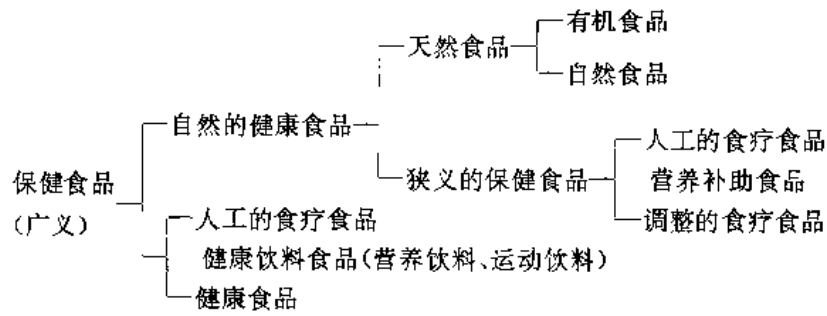 有机食品
天然食品
自然食品
自然的健康食品
人工的食疗食品
保健食品
狭义的保健食品
营养补助食品
(广义)
人工的食疗食品
调整的食疗食品
健康饮料食品(营养饮料、运动饮料)
健康食品